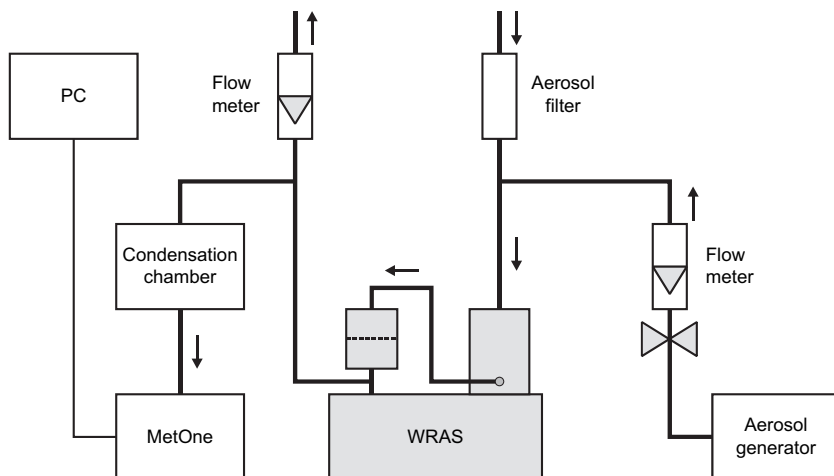 PC
Flow
meter
Aerosol
filter
Condensation
chamber
Flow
meter
MetOne
WRAS
Aerosol
generator